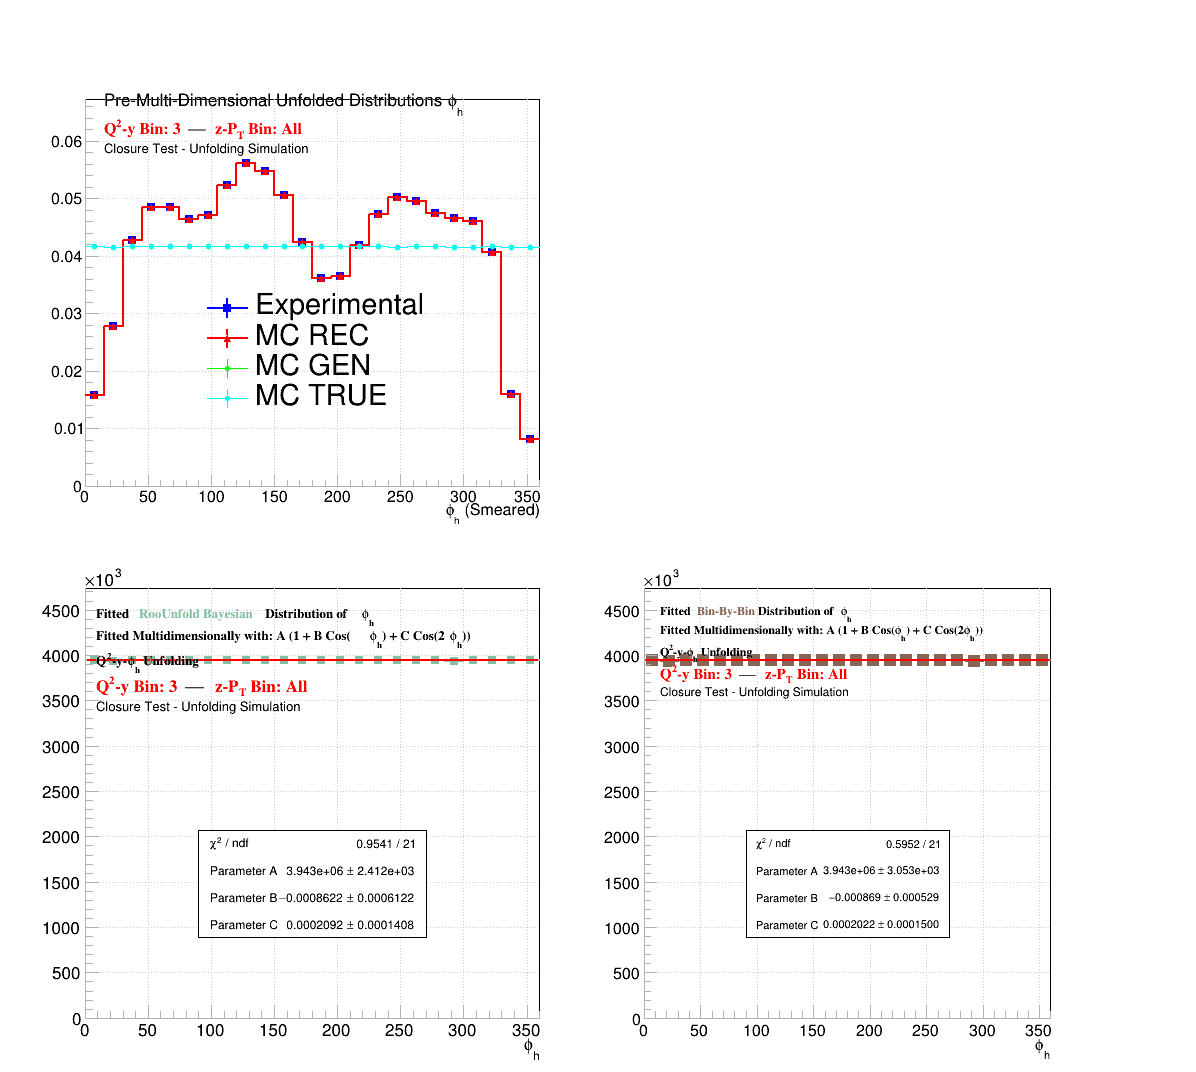 Pre-Multi-Dimensional Unfolded Distributions ϕh
Q2-y Bin: 3 — z-PT Bin: All
Closure Test - Unfolding Simulation
0.06
0.05
0.04
0.03
0.02
0.01
0
Experimental
MC REC
MC GEN
MC TRUE
0 50 100 150 200 250 300 350
ϕh (Smeared)
×10^3
Fitted RooUnfold Bayesian Distribution of ϕh
Fitted Multidimensionally with: A (1 + B Cos( ϕh) + C Cos(2 ϕh))
Q2-y-ϕh Unfolding
Q2-y Bin: 3 — z-PT Bin: All
Closure Test - Unfolding Simulation
4500
4000
3500
3000
2500
2000
1500
1000
500
0
χ2 / ndf 0.9541 / 21
Parameter A 3.943e+06 ± 2.412e+03
Parameter B −0.0008622 ± 0.0006122
Parameter C 0.0002092 ± 0.0001408
0 50 100 150 200 250 300 350
ϕh
×10^3
Fitted Bin-By-Bin Distribution of ϕh
Fitted Multidimensionally with: A (1 + B Cos(ϕh) + C Cos(2ϕh))
Q2-y-ϕh Unfolding
Q2-y Bin: 3 — z-PT Bin: All
Closure Test - Unfolding Simulation
4500
4000
3500
3000
2500
2000
1500
1000
500
0
χ2 / ndf 0.5952 / 21
Parameter A 3.943e+06 ± 3.053e+03
Parameter B −0.000869 ± 0.000529
Parameter C 0.0002022 ± 0.0001500
0 50 100 150 200 250 300 350
ϕh